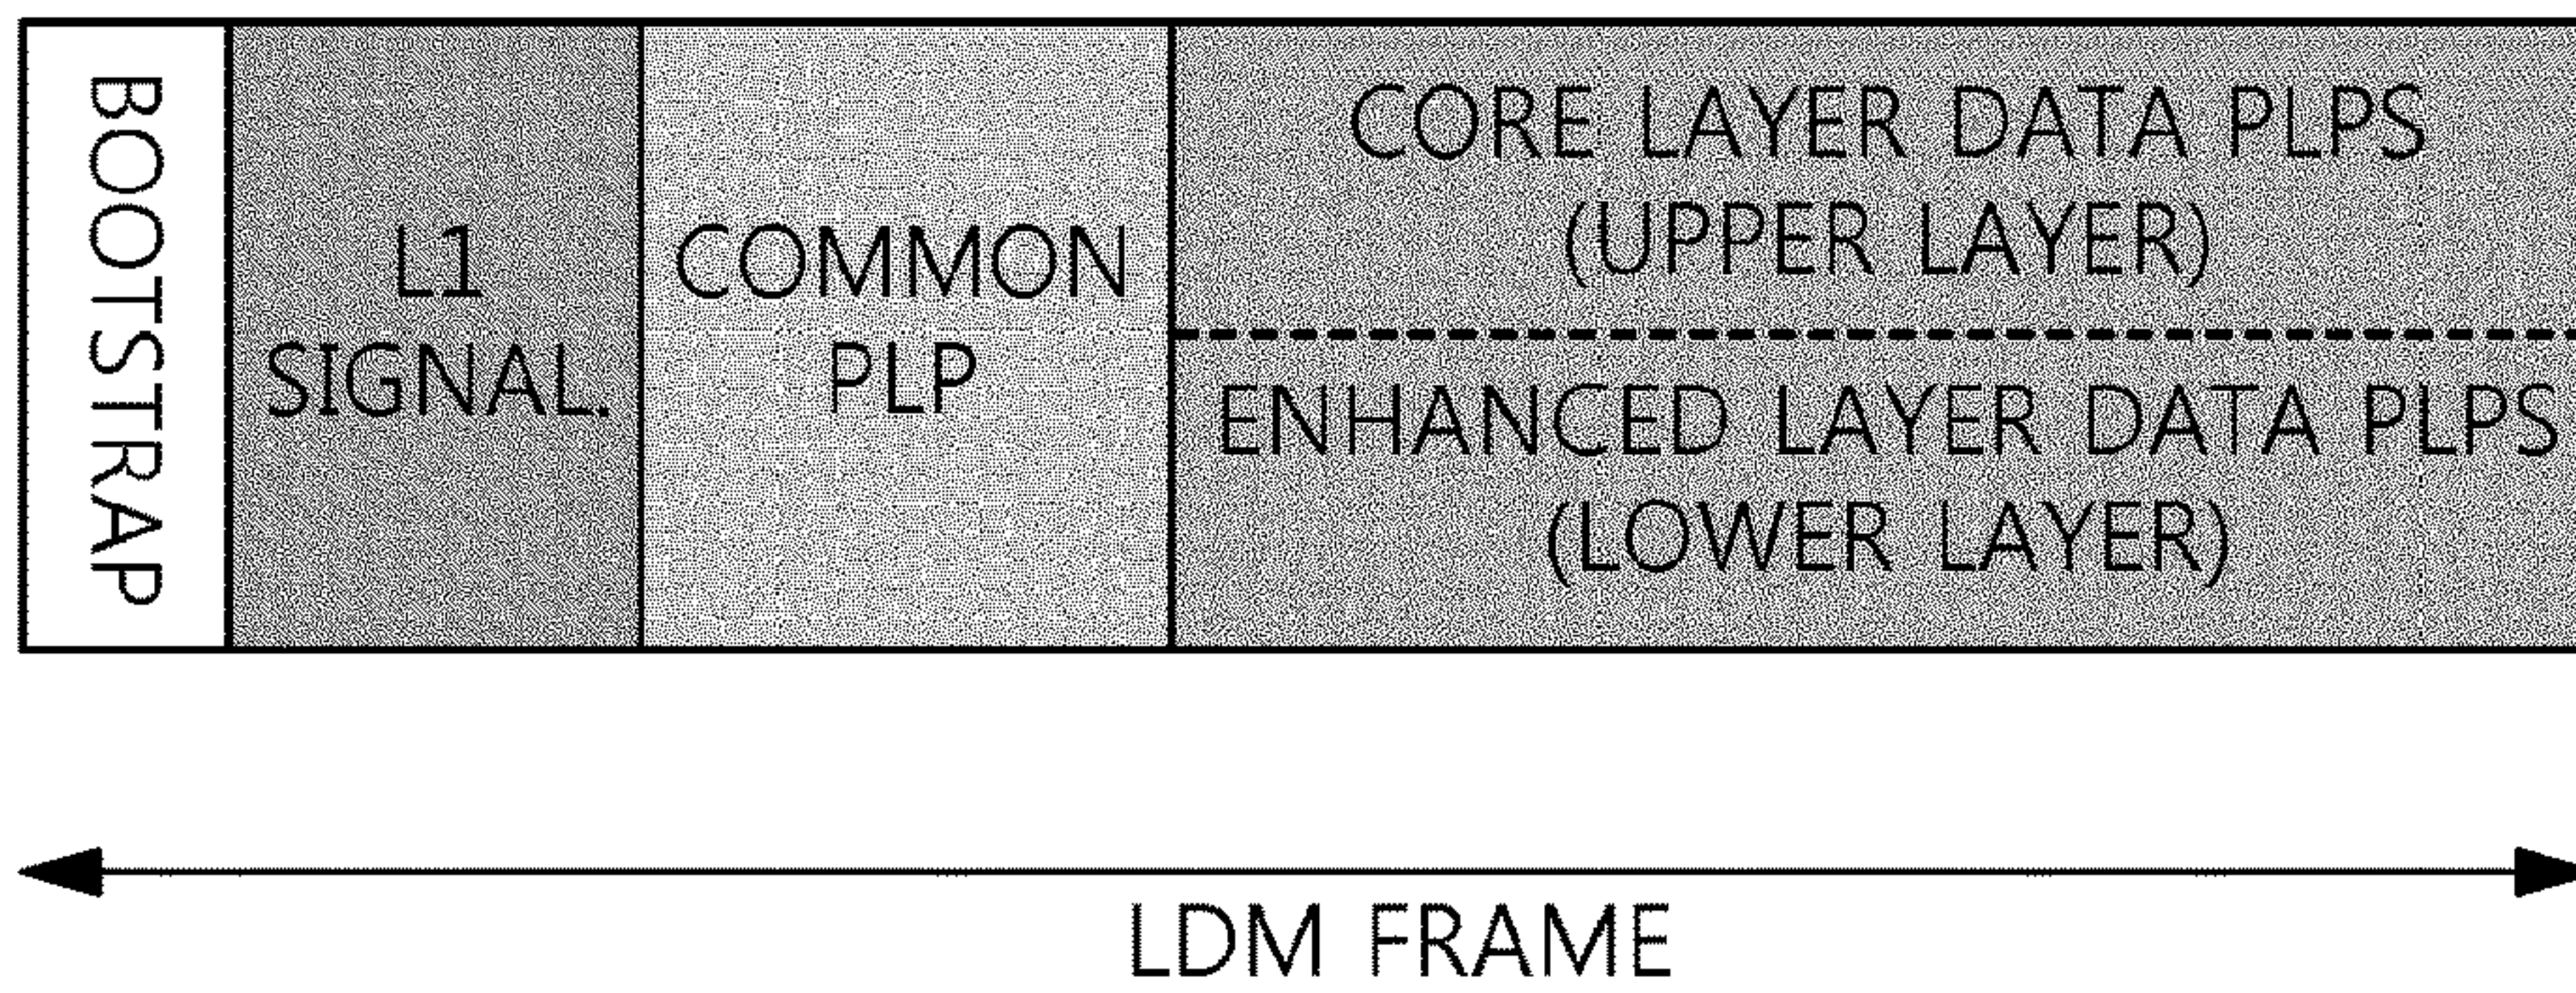 BOOTSTRAP
L1
SIGNAL.
COMMON
PLP
CORE LAYER DATA PLPS
(UPPER LAYER)
ENHANCED LAYER DATA PLPS
(LOWER LAYER)
LDM FRAME